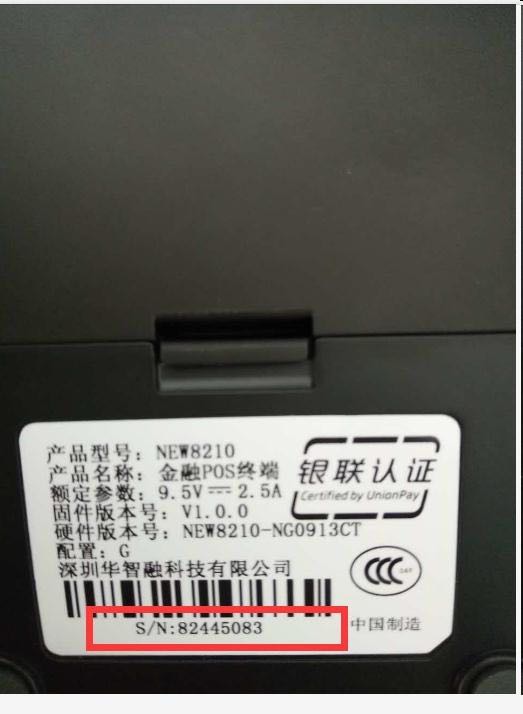 产品型号: NEW8210
产品名称: 金融POS终端
额定参数: 9.5V⎓2.5A
固件版本号: V1.0.0
硬件版本号: NEW8210-NG0913CT
配置: G
深圳华智融科技有限公司
银联认证
Certified by UnionPay
CCC
S/N:82445083
中国制造